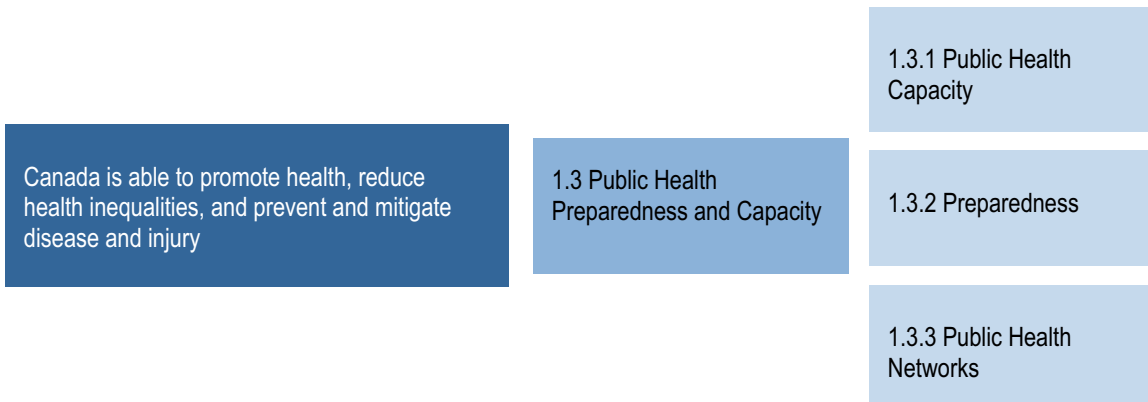 Canada is able to promote health, reduce
health inequalities, and prevent and mitigate
disease and injury
1.3 Public Health
Preparedness and Capacity
1.3.1 Public Health
Capacity
1.3.2 Preparedness
1.3.3 Public Health
Networks